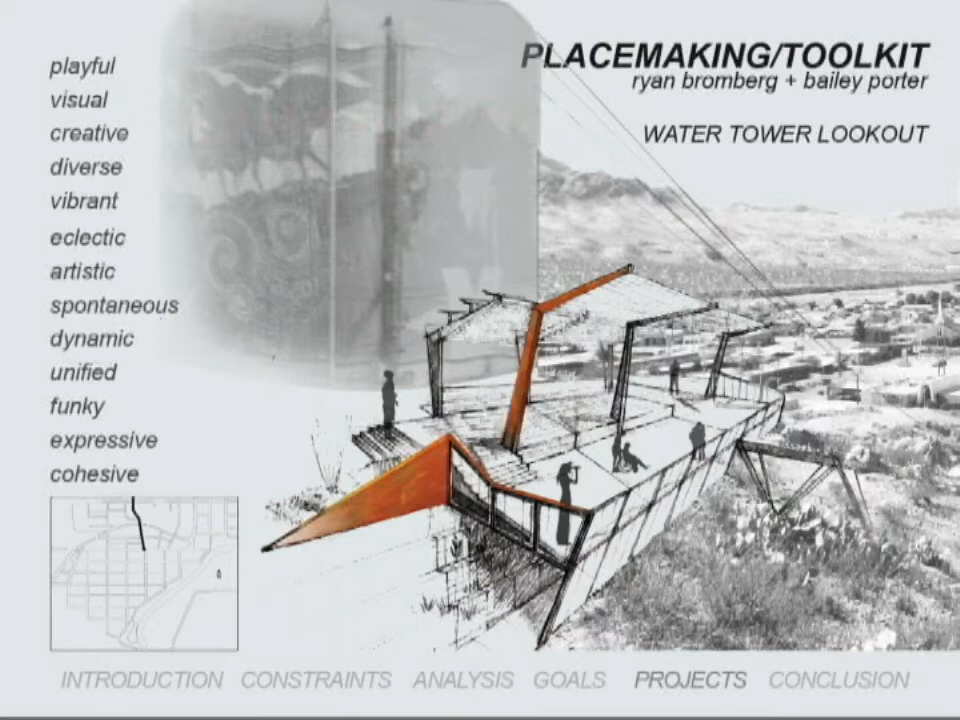 PLACEMAKING/TOOLKIT
ryan bromberg + bailey porter
WATER TOWER LOOKOUT
playful
visual
creative
diverse
vibrant
eclectic
artistic
spontaneous
dynamic
unified
funky
expressive
cohesive
INTRODUCTION CONSTRAINTS ANALYSIS GOALS PROJECTS CONCLUSION